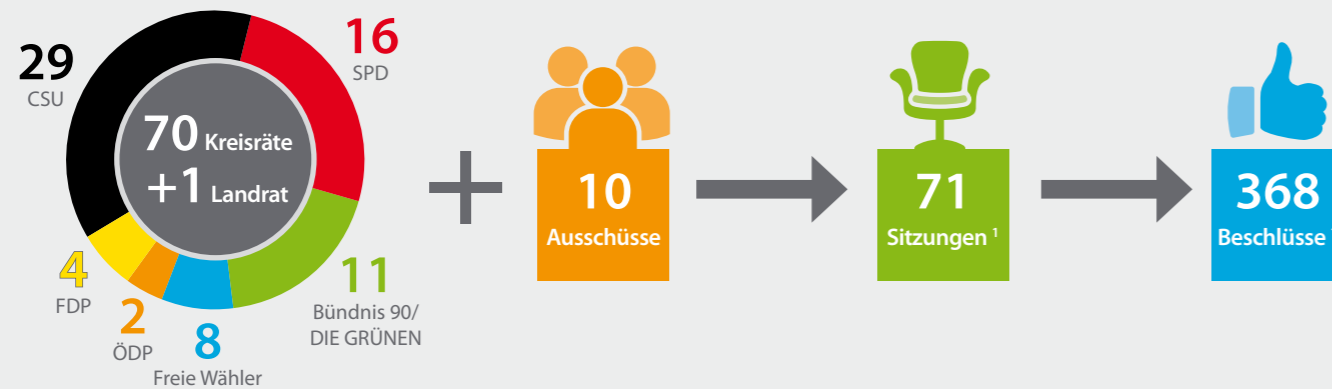 29
CSU
16
SPD
70 Kreisräte
+1 Landrat
4
FDP
2
ÖDP
8
Freie Wähler
11
Bündnis 90/
DIE GRÜNEN
+
10
Ausschüsse
71
Sitzungen ¹
368
Beschlüsse